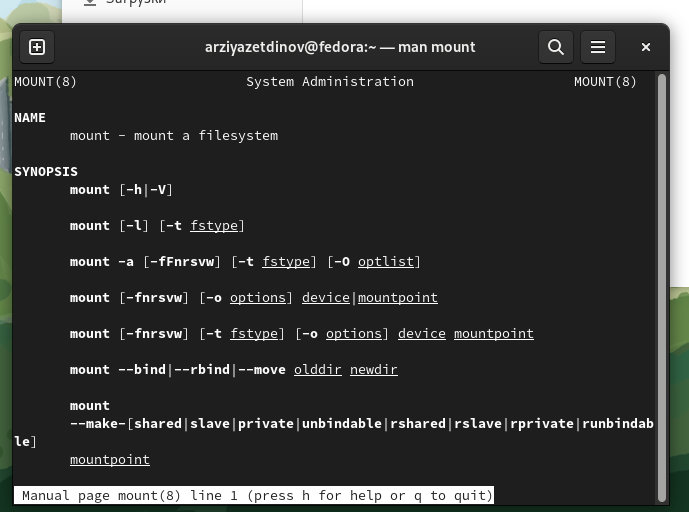 Загрузки
arziyazetdinov@fedora:~ — man mount
MOUNT(8) System Administration MOUNT(8)
NAME
mount - mount a filesystem
SYNOPSIS
mount [-h|-V]
mount [-l] [-t fstype]
mount -a [-fFnrsvw] [-t fstype] [-O optlist]
mount [-fnrsvw] [-o options] device|mountpoint
mount [-fnrsvw] [-t fstype] [-o options] device mountpoint
mount --bind|--rbind|--move olddir newdir
mount
--make-[shared|slave|private|unbindable|rshared|rslave|rprivate|runbindab
le]
mountpoint
Manual page mount(8) line 1 (press h for help or q to quit)